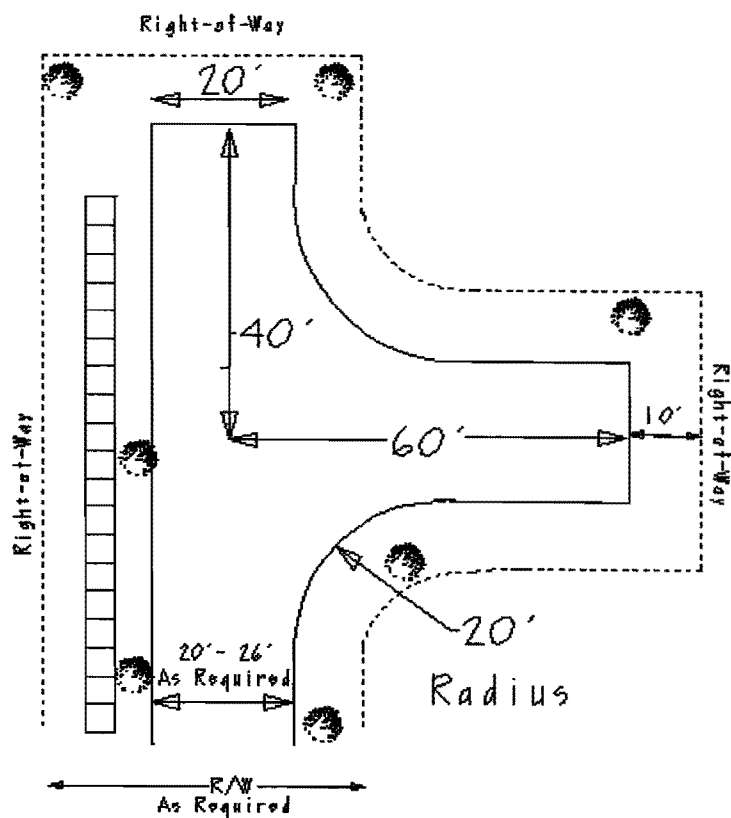 Right-of-Way
20'
40'
Right-of-Way
60'
10'
Right-of-Way
20'
Radius
20'- 26'
As Required
R/W
As Required